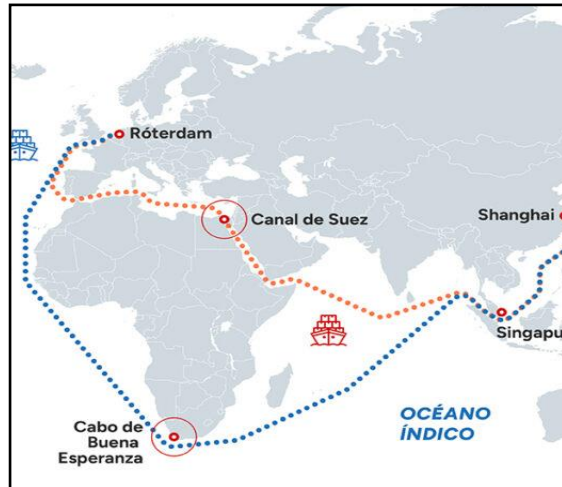 Róterdam
Canal de Suez
Shanghai
Singapu
Cabo de
Buena
Esperanza
OCÉANO
ÍNDICO